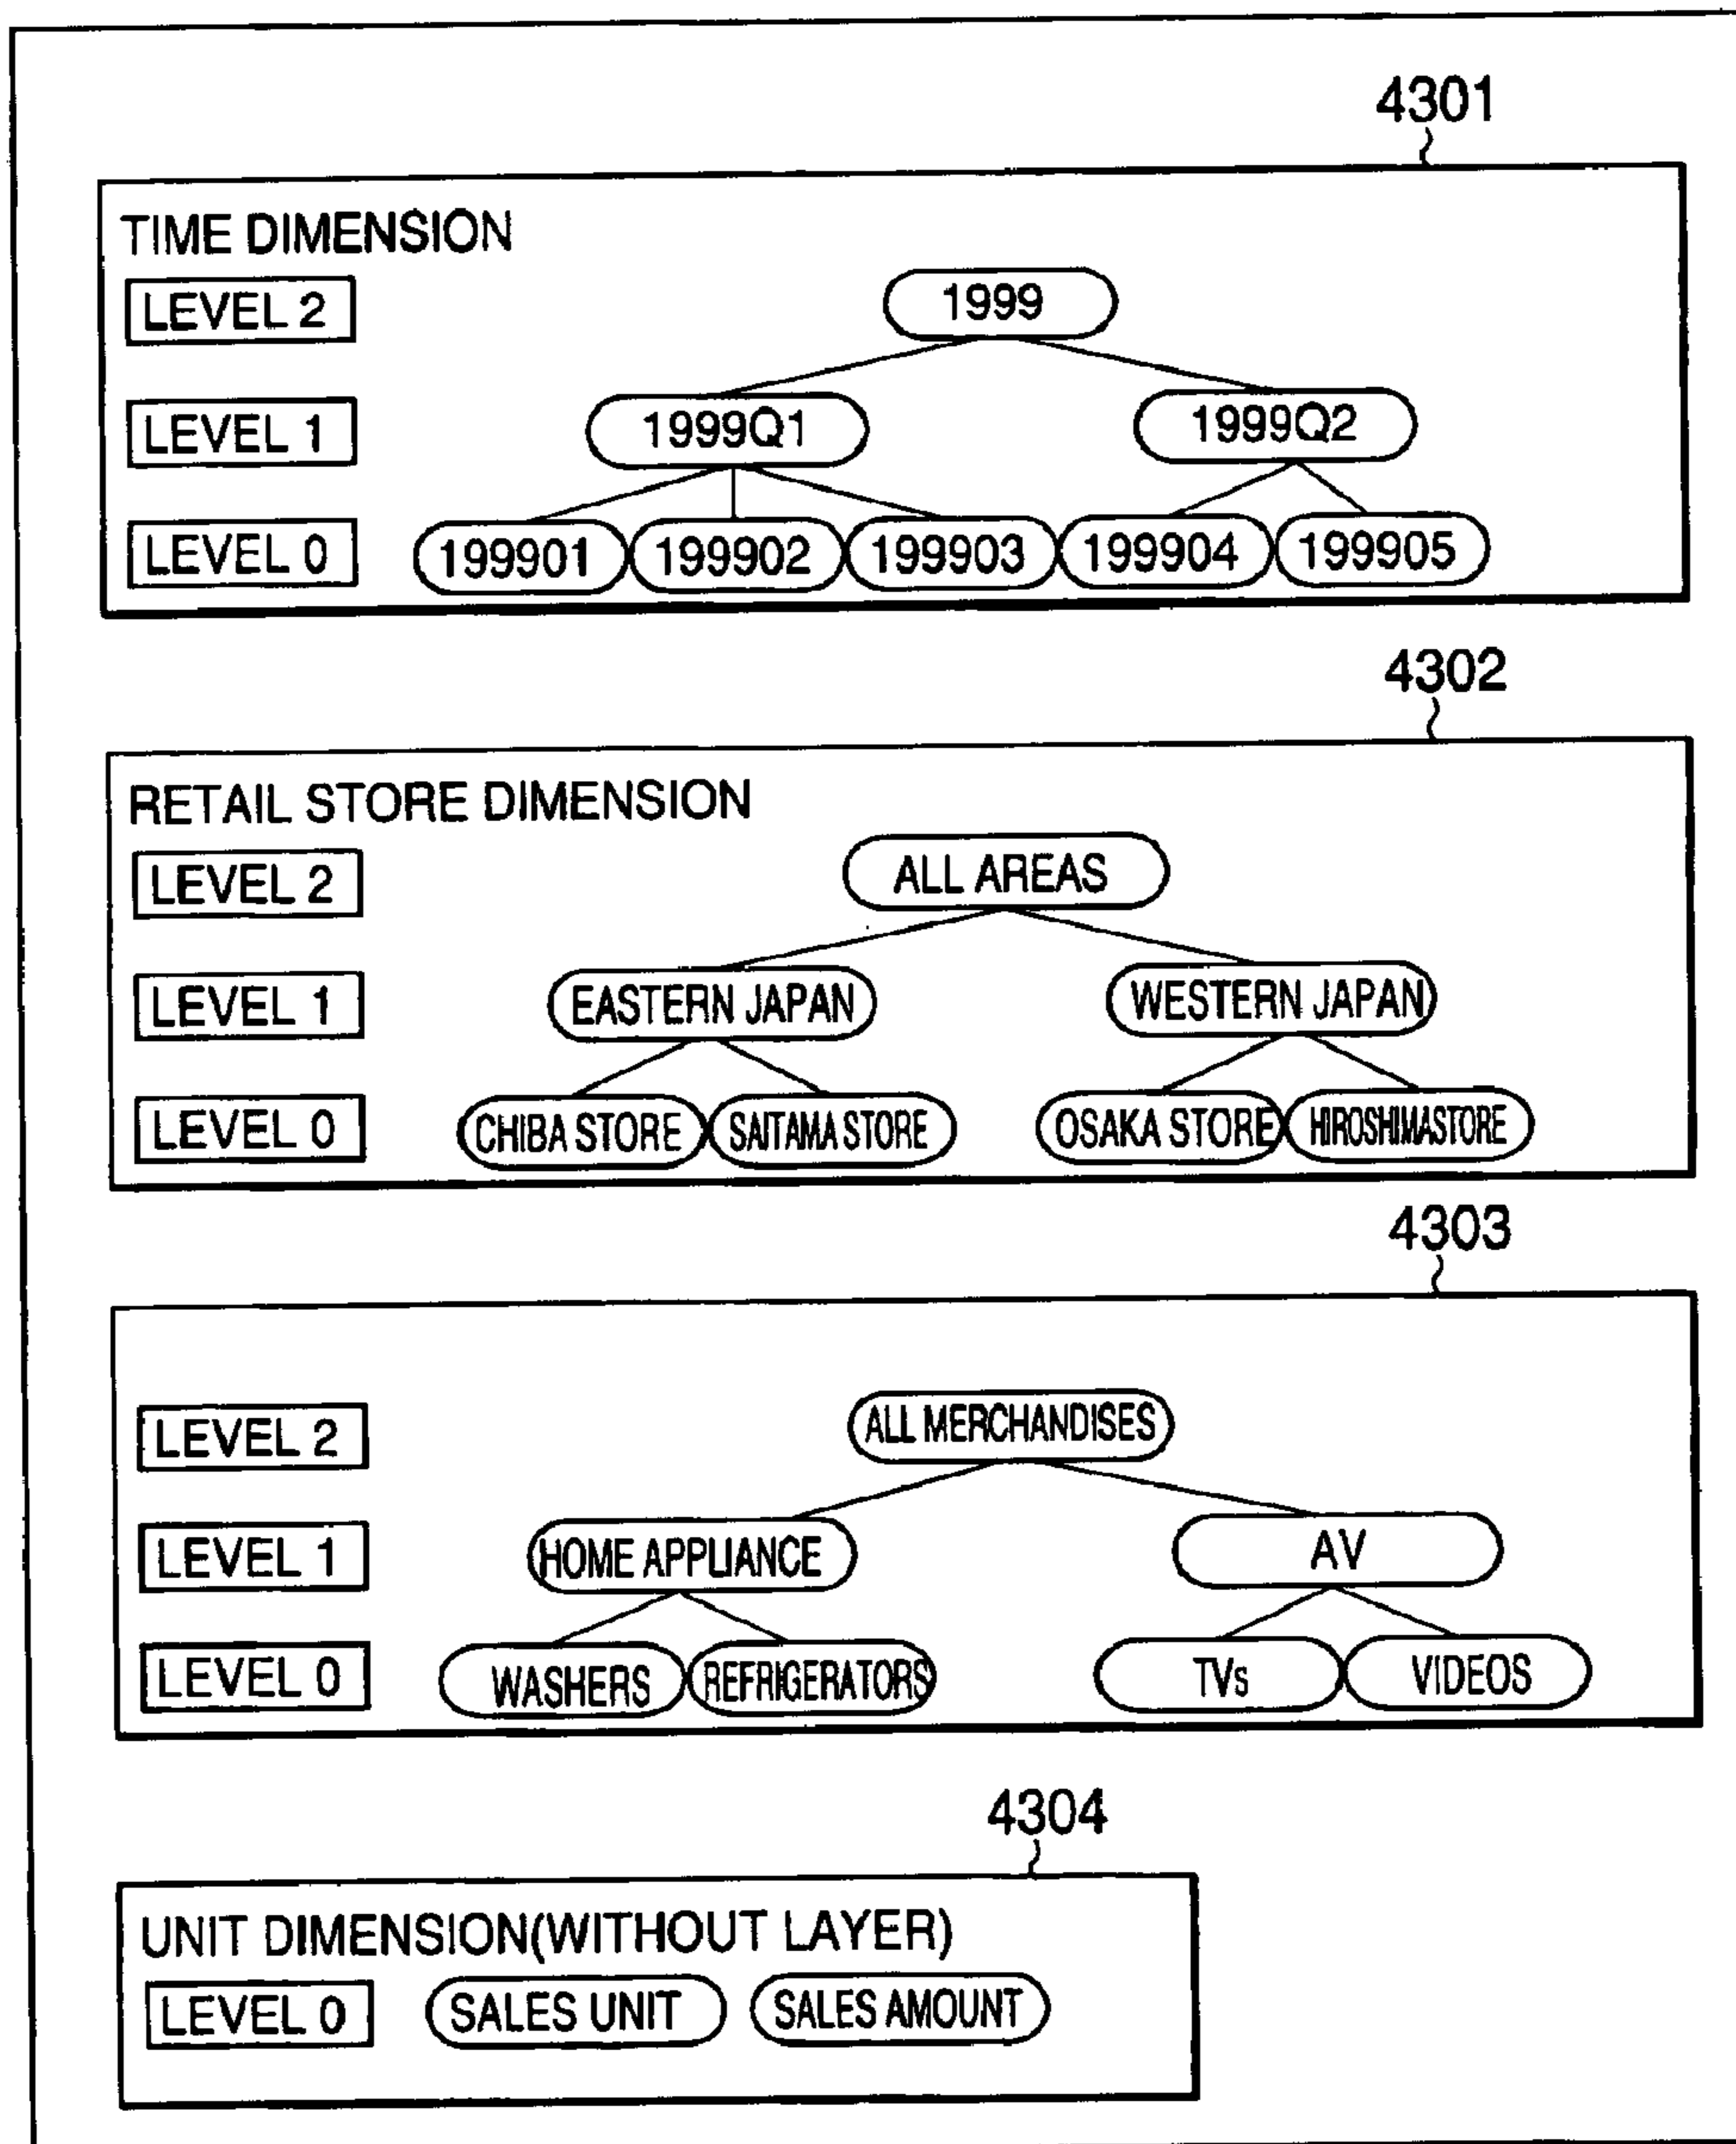 4301
TIME DIMENSION
LEVEL 2
1999
LEVEL 1
1999Q1
1999Q2
LEVEL 0
199901
199902
199903
199904
199905
4302
RETAIL STORE DIMENSION
LEVEL 2
ALL AREAS
LEVEL 1
EASTERN JAPAN
WESTERN JAPAN
LEVEL 0
CHIBA STORE
SAITAMA STORE
OSAKA STORE
HIROSHIMASTORE
4303
LEVEL 2
ALL MERCHANDISES
LEVEL 1
HOME APPLIANCE
AV
LEVEL 0
WASHERS
REFRIGERATORS
TVs
VIDEOS
4304
UNIT DIMENSION(WITHOUT LAYER)
LEVEL 0
SALES UNIT
SALES AMOUNT